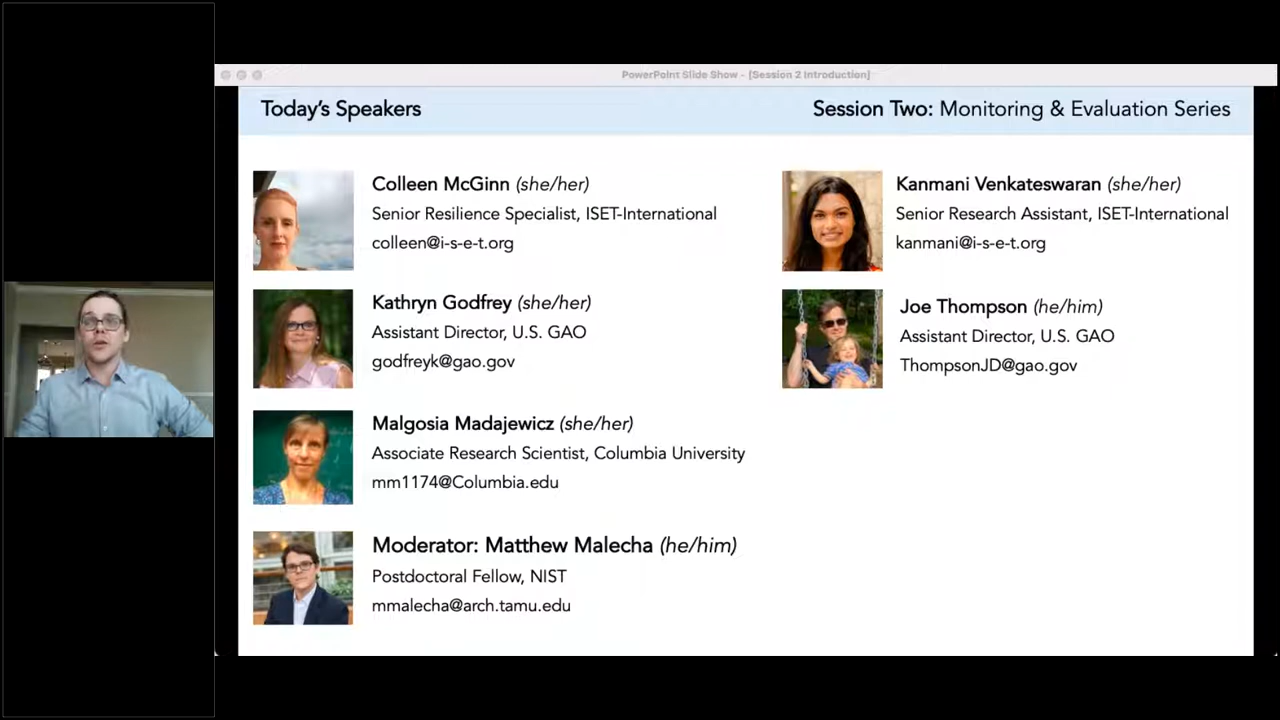 PowerPoint Slide Show - [Session 2 Introduction]
Today's Speakers
Session Two: Monitoring & Evaluation Series
Colleen McGinn (she/her)
Senior Resilience Specialist, ISET-International
colleen@i-s-e-t.org
Kanmani Venkateswaran (she/her)
Senior Research Assistant, ISET-International
kanmani@i-s-e-t.org
Kathryn Godfrey (she/her)
Assistant Director, U.S. GAO
godfreyk@gao.gov
Joe Thompson (he/him)
Assistant Director, U.S. GAO
ThompsonJD@gao.gov
Malgosia Madajewicz (she/her)
Associate Research Scientist, Columbia University
mm1174@Columbia.edu
Moderator: Matthew Malecha (he/him)
Postdoctoral Fellow, NIST
mmalecha@arch.tamu.edu